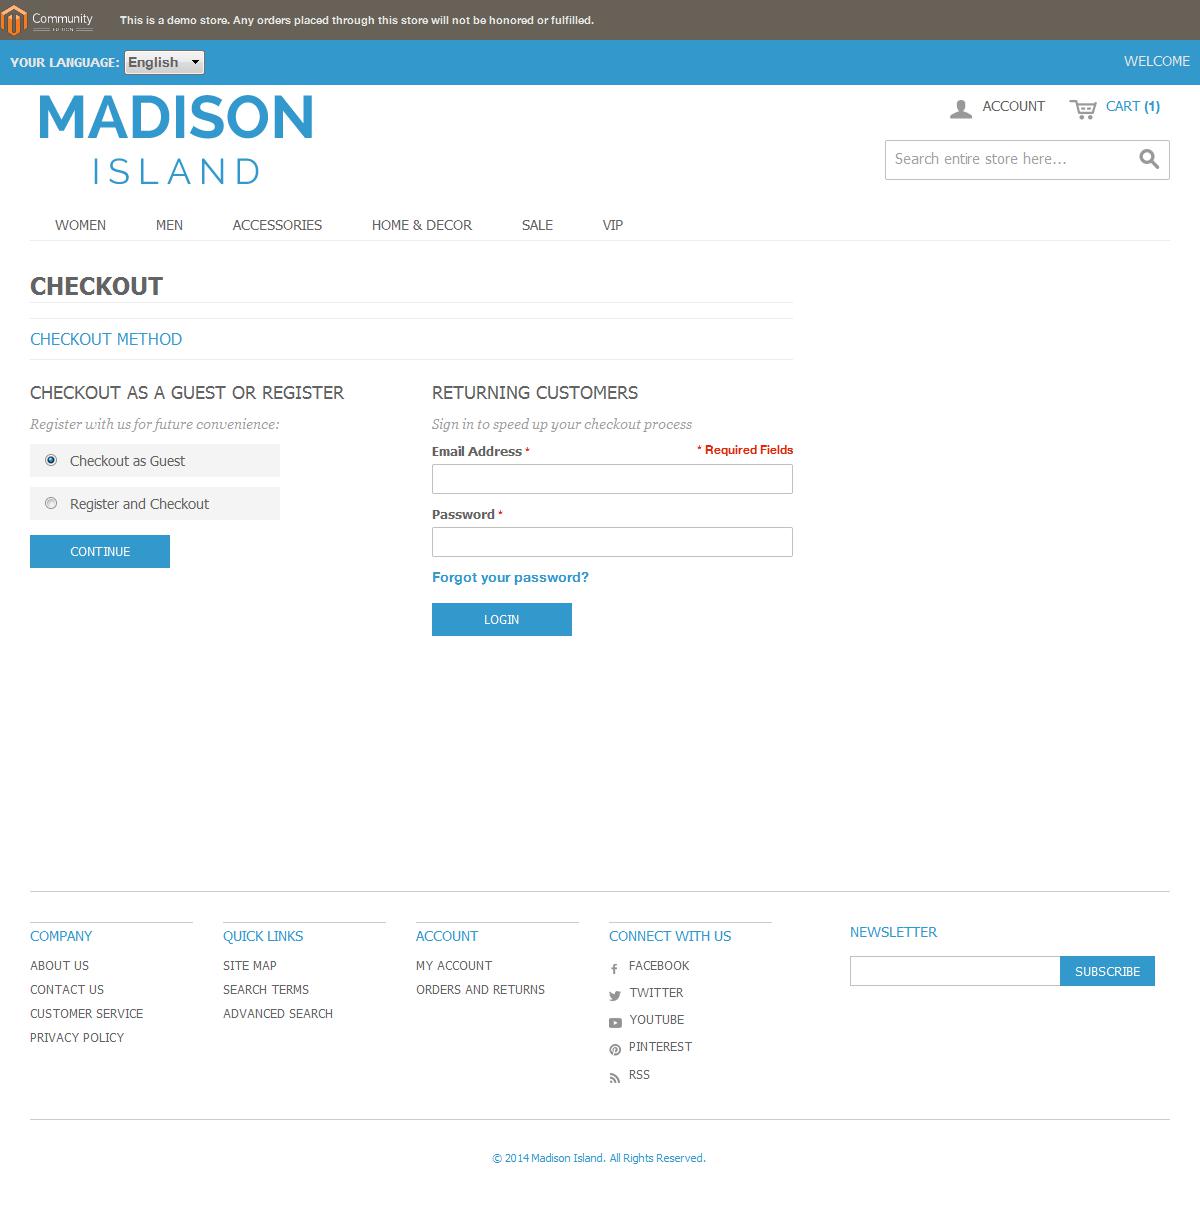 Community
This is a demo store. Any orders placed through this store will not be honored or fulfilled.
YOUR LANGUAGE: English
WELCOME
MADISON
ISLAND
ACCOUNT
CART (1)
Search entire store here...
WOMEN MEN ACCESSORIES HOME & DECOR SALE VIP
CHECKOUT
CHECKOUT METHOD
CHECKOUT AS A GUEST OR REGISTER
Register with us for future convenience:
Checkout as Guest
Register and Checkout
CONTINUE
RETURNING CUSTOMERS
Sign in to speed up your checkout process
Email Address *
* Required Fields
Password *
Forgot your password?
LOGIN
COMPANY
ABOUT US
CONTACT US
CUSTOMER SERVICE
PRIVACY POLICY
QUICK LINKS
SITE MAP
SEARCH TERMS
ADVANCED SEARCH
ACCOUNT
MY ACCOUNT
ORDERS AND RETURNS
CONNECT WITH US
FACEBOOK
TWITTER
YOUTUBE
PINTEREST
RSS
NEWSLETTER
SUBSCRIBE
© 2014 Madison Island. All Rights Reserved.